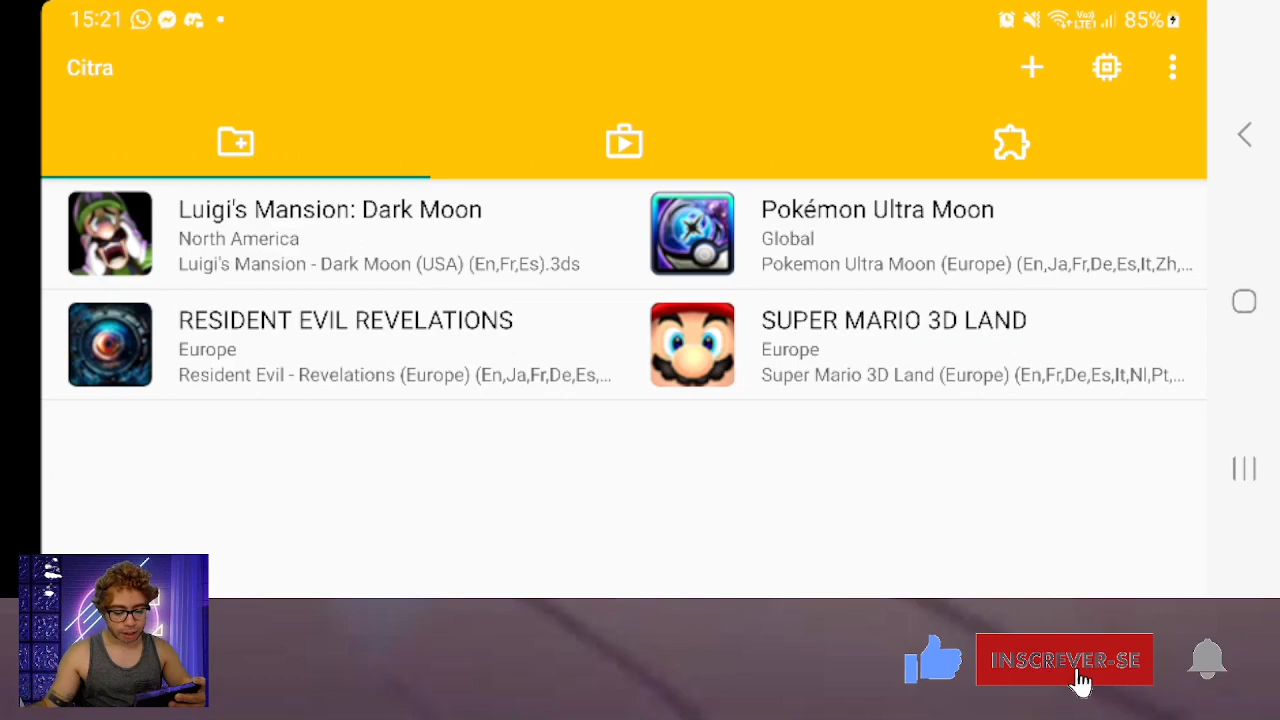 15:21 VoD LTE1 85%
Citra
Luigi's Mansion: Dark Moon
North America
Luigi's Mansion - Dark Moon (USA) (En,Fr,Es).3ds
Pokémon Ultra Moon
Global
Pokemon Ultra Moon (Europe) (En,Ja,Fr,De,Es,It,Zh,...
RESIDENT EVIL REVELATIONS
Europe
Resident Evil - Revelations (Europe) (En,Ja,Fr,De,Es,...
SUPER MARIO 3D LAND
Europe
Super Mario 3D Land (Europe) (En,Fr,De,Es,It,Nl,Pt,...
INSCREVER-SE